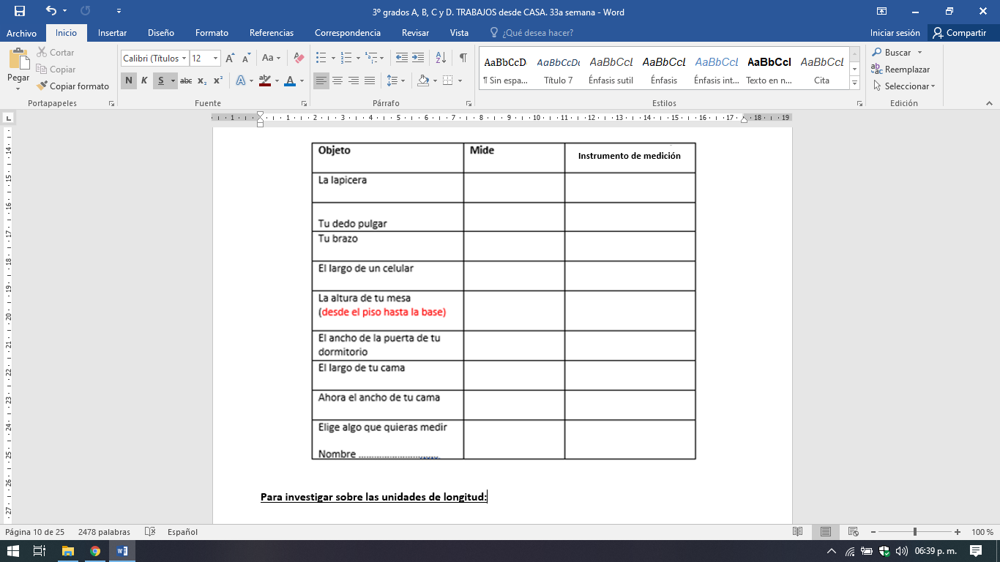 3º grados A, B, C y D. TRABAJOS desde CASA. 33a semana - Word
Archivo Inicio Insertar Diseño Formato Referencias Correspondencia Revisar Vista ¿Qué desea hacer? Iniciar sesión Compartir
Pegar
Cortar
Copiar
Copiar formato
Portapapeles
Calibri (Títulos 12
Aa
N K S abc x₂ x²
Fuente
Párrafo
AaBbCcD AaBbCcDc AaBbCcl AaBbCcl AaBbCcl AaBbCcl AaBbCcl
¶ Sin espa... Título 7 Énfasis sutil Énfasis Énfasis int... Texto en n... Cita
Estilos
Buscar
Reemplazar
Seleccionar
Edición
1 1 2 3 4 5 6 7 8 9 10 11 12 13 14 15 16 17 18 19
14
15
16
17
18
19
20
21
22
23
24
25
26
27
Objeto Mide Instrumento de medición
La lapicera
Tu dedo pulgar
Tu brazo
El largo de un celular
La altura de tu mesa
(desde el piso hasta la base)
El ancho de la puerta de tu
dormitorio
El largo de tu cama
Ahora el ancho de tu cama
Elige algo que quieras medir
Nombre ...............................
Para investigar sobre las unidades de longitud:
Página 10 de 25 2478 palabras Español 100 %
06:39 p. m.